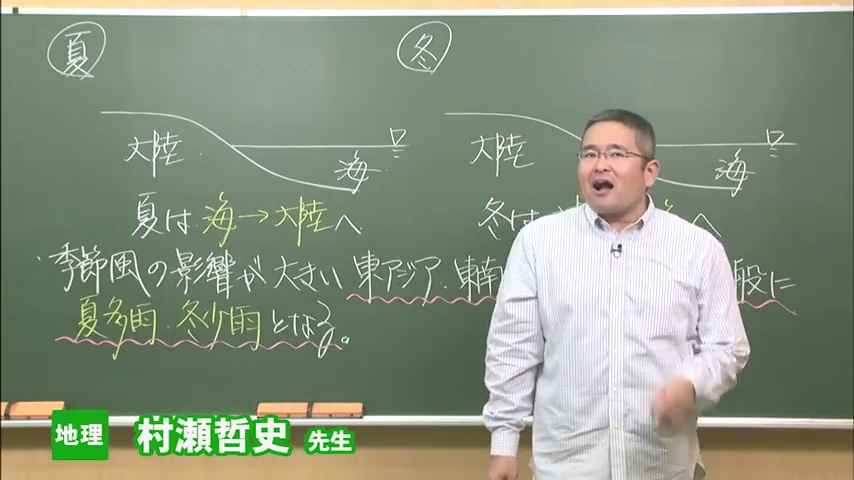 夏
冬
大陸
海
大陸
海
夏は 海→大陸へ
冬は
へ
季節風の影響が大きい 東アジア・東南
般に
夏多雨・冬少雨となる。
地理 村瀬哲史 先生